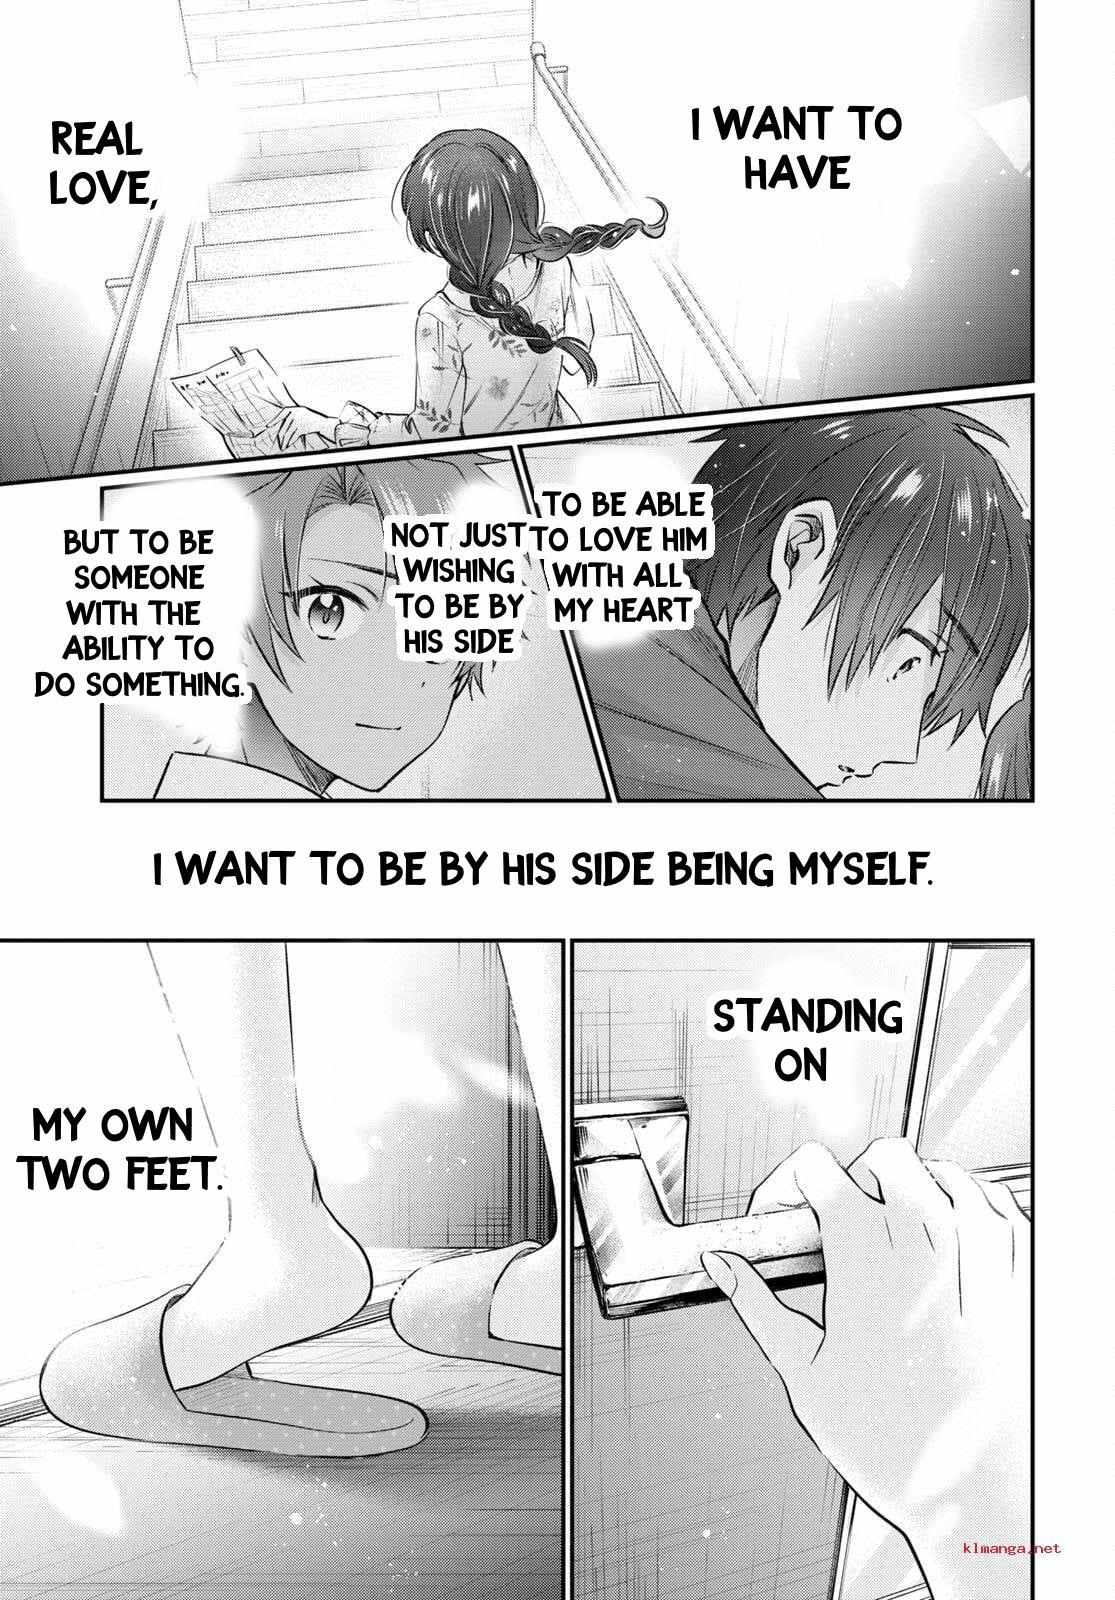 I WANT TO
HAVE
REAL
LOVE,
TO BE ABLE
TO LOVE HIM
WITH ALL
MY HEART
NOT JUST
WISHING
TO BE BY
HIS SIDE
BUT TO BE
SOMEONE
WITH THE
ABILITY TO
DO SOMETHING.
I WANT TO BE BY HIS SIDE BEING MYSELF.
STANDING
ON
MY OWN
TWO FEET.
klmanga.net